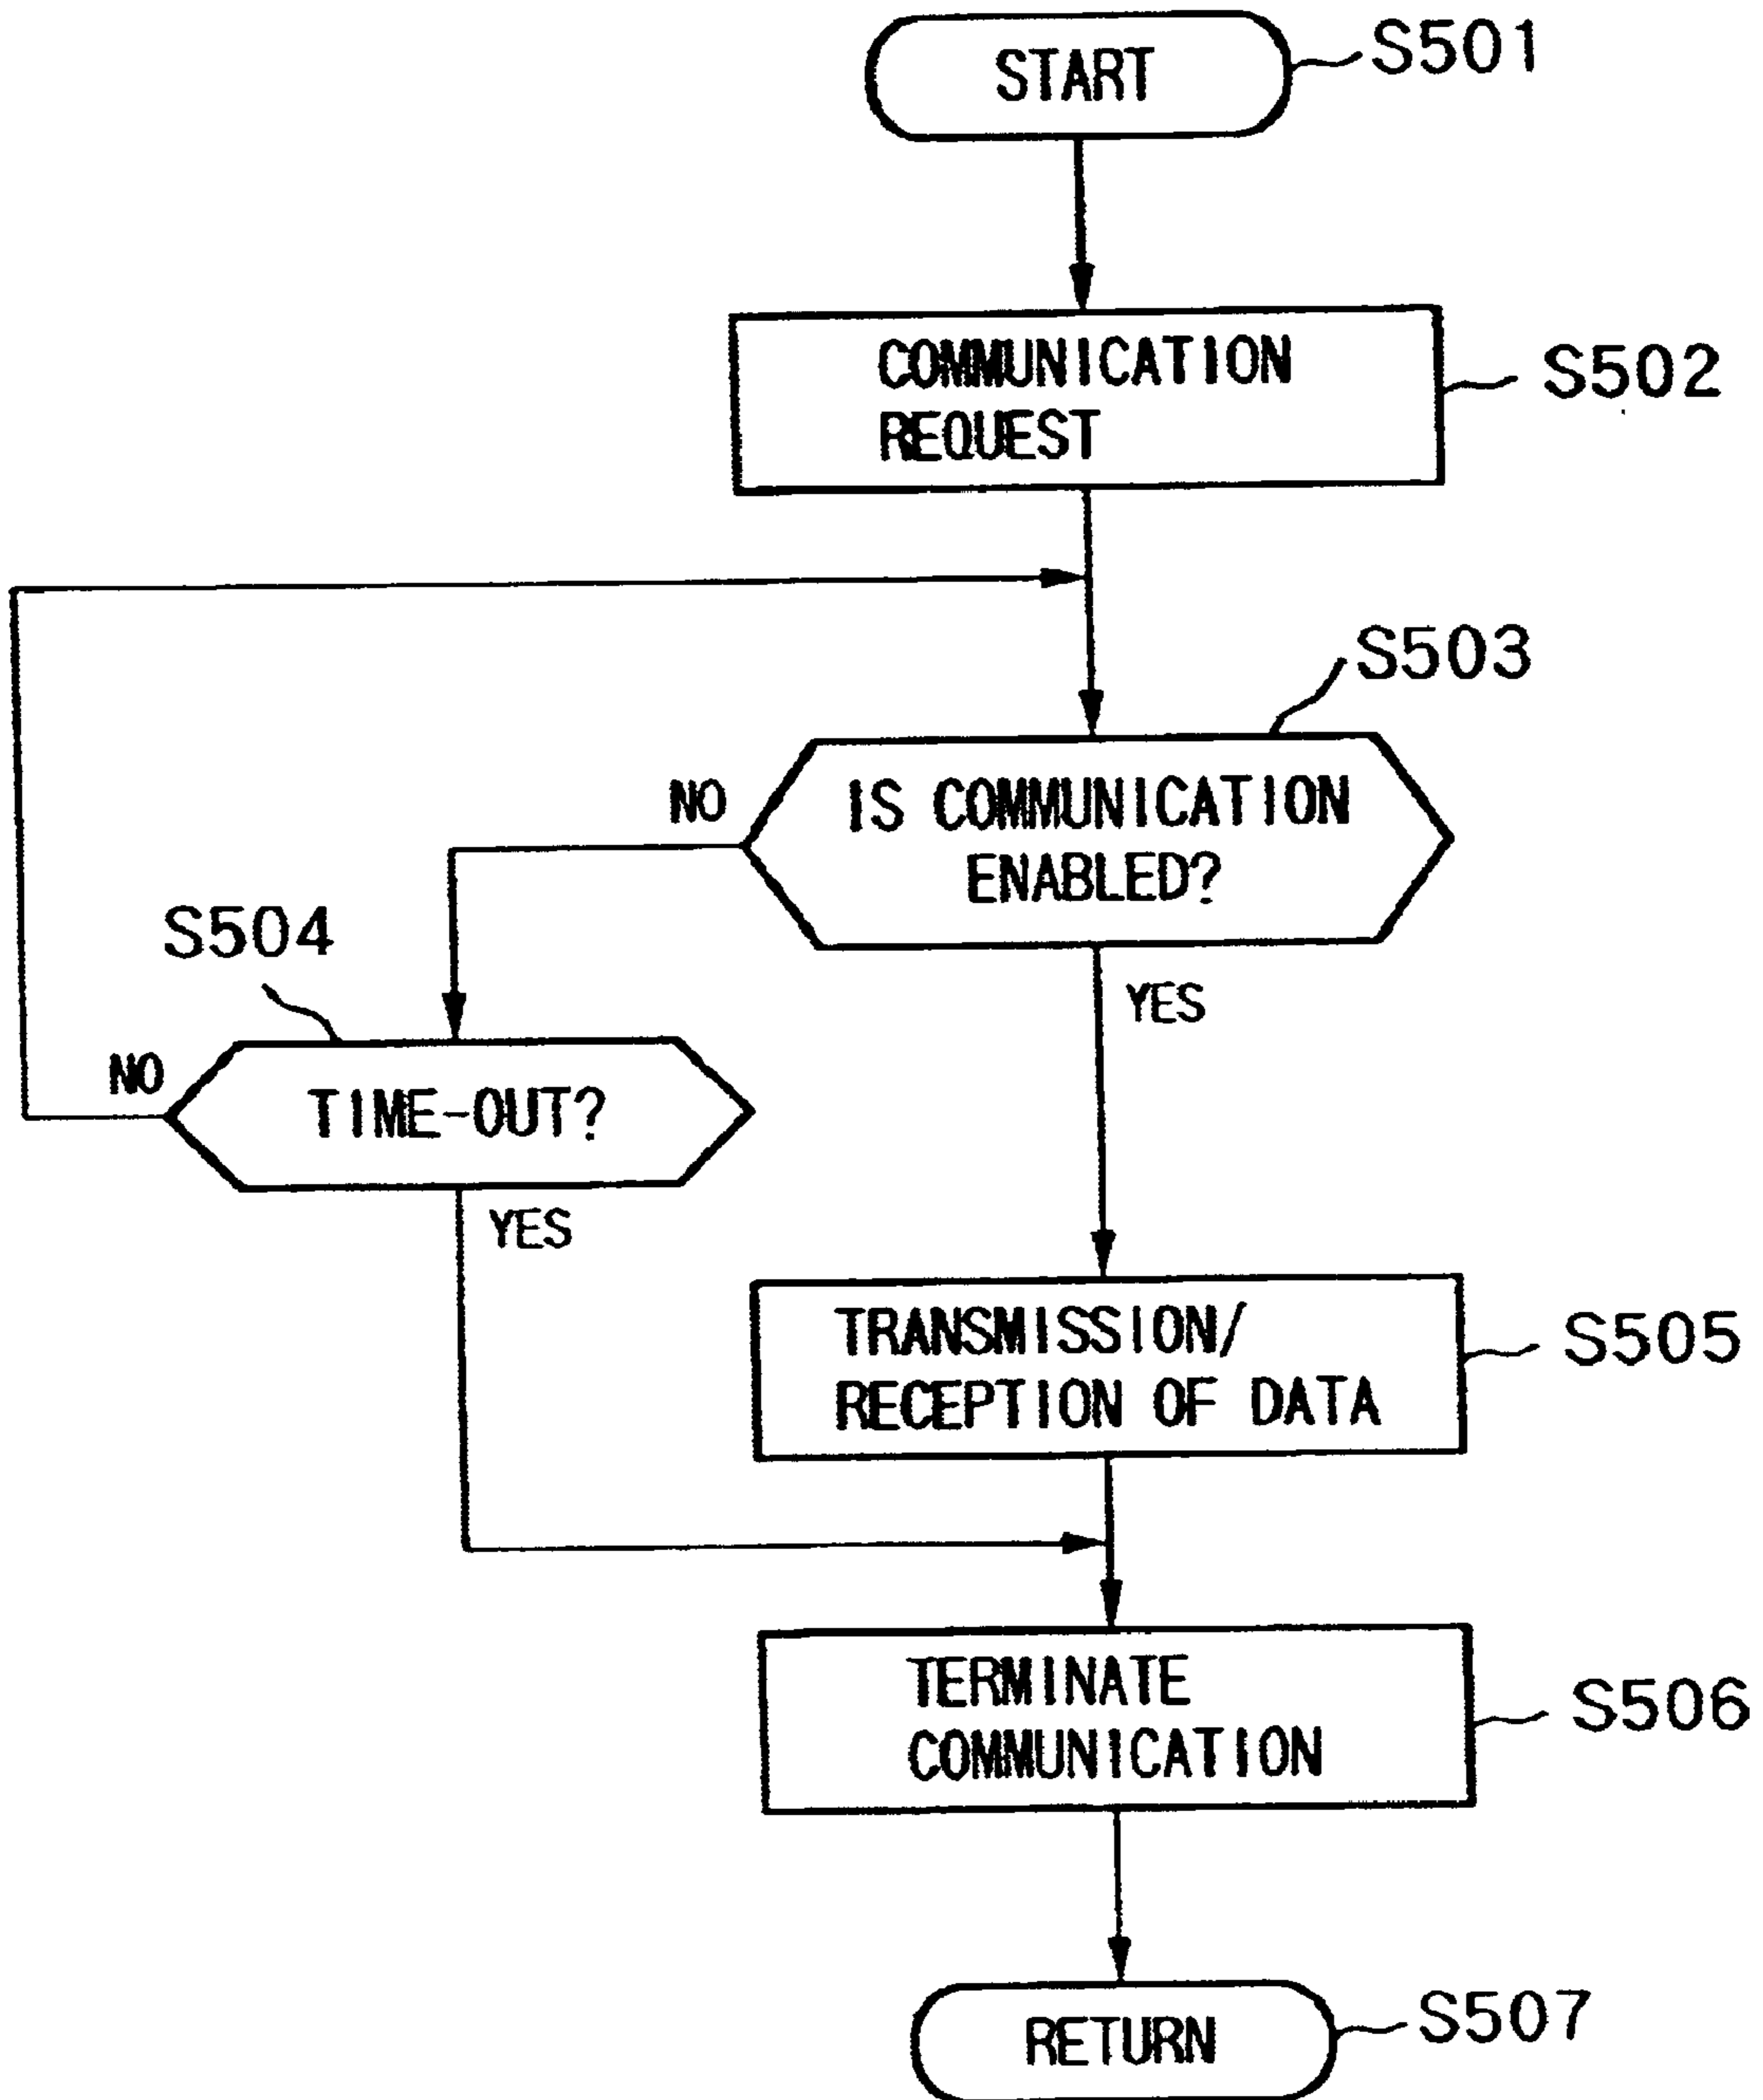 START
S501
COMMUNICATION
REQUEST
S502
S503
IS COMMUNICATION
ENABLED?
NO
YES
S504
TIME-OUT?
NO
YES
TRANSMISSION/
RECEPTION OF DATA
S505
TERMINATE
COMMUNICATION
S506
RETURN
S507